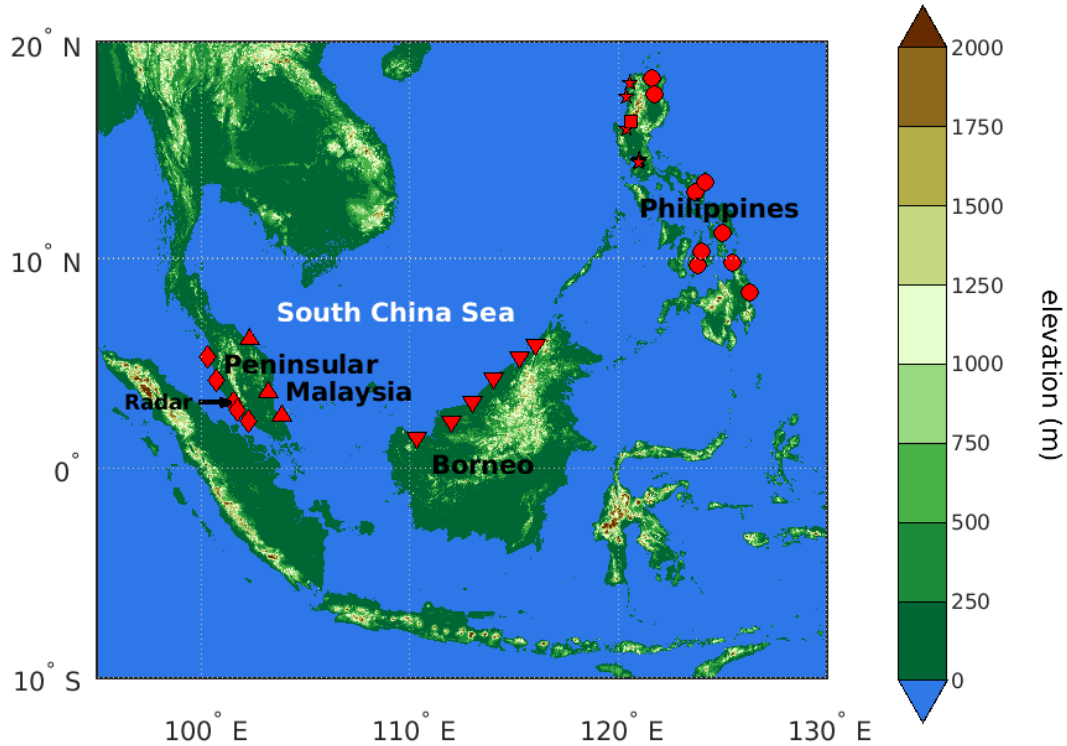 20° N
10° N
0°
10° S
100° E
110° E
120° E
130° E
Philippines
South China Sea
Peninsular
Malaysia
Radar
Borneo
2000
1750
1500
1250
1000
750
500
250
0
elevation (m)